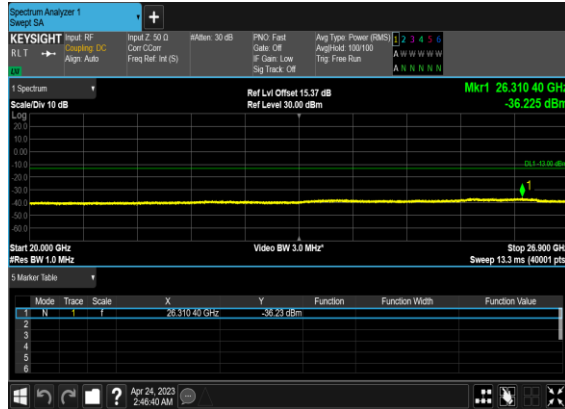 Spectrum Analyzer 1
Swept SA
+
KEYSIGHT Input: RF Input Z: 50 Ω #Atten: 30 dB PNO: Fast Avg Type: Power (RMS) 1 2 3 4 5 6
RLT Coupling: DC Corr CCorr Gate: Off Avg|Hold: 100/100 A W W W W W
Align: Auto Freq Ref: Int (S) IF Gain: Low Trig: Free Run
Sig Track: Off A N N N N N
1 Spectrum Ref Lvl Offset 15.37 dB Mkr1 26.310 40 GHz
Scale/Div 10 dB Ref Level 30.00 dBm -36.225 dBm
Log
20.0
10.0
0.00
-10.0 DL1 -13.00 dBm
-20.0
-30.0 1
-40.0
-50.0
-60.0
Start 20.000 GHz Video BW 3.0 MHz* Stop 26.900 GHz
#Res BW 1.0 MHz Sweep 13.3 ms (40001 pts)
5 Marker Table
Mode Trace Scale X Y Function Function Width Function Value
1 N 1 f 26.310 40 GHz -36.23 dBm
2
3
4
5
6
? Apr 24, 2023
2:46:40 AM